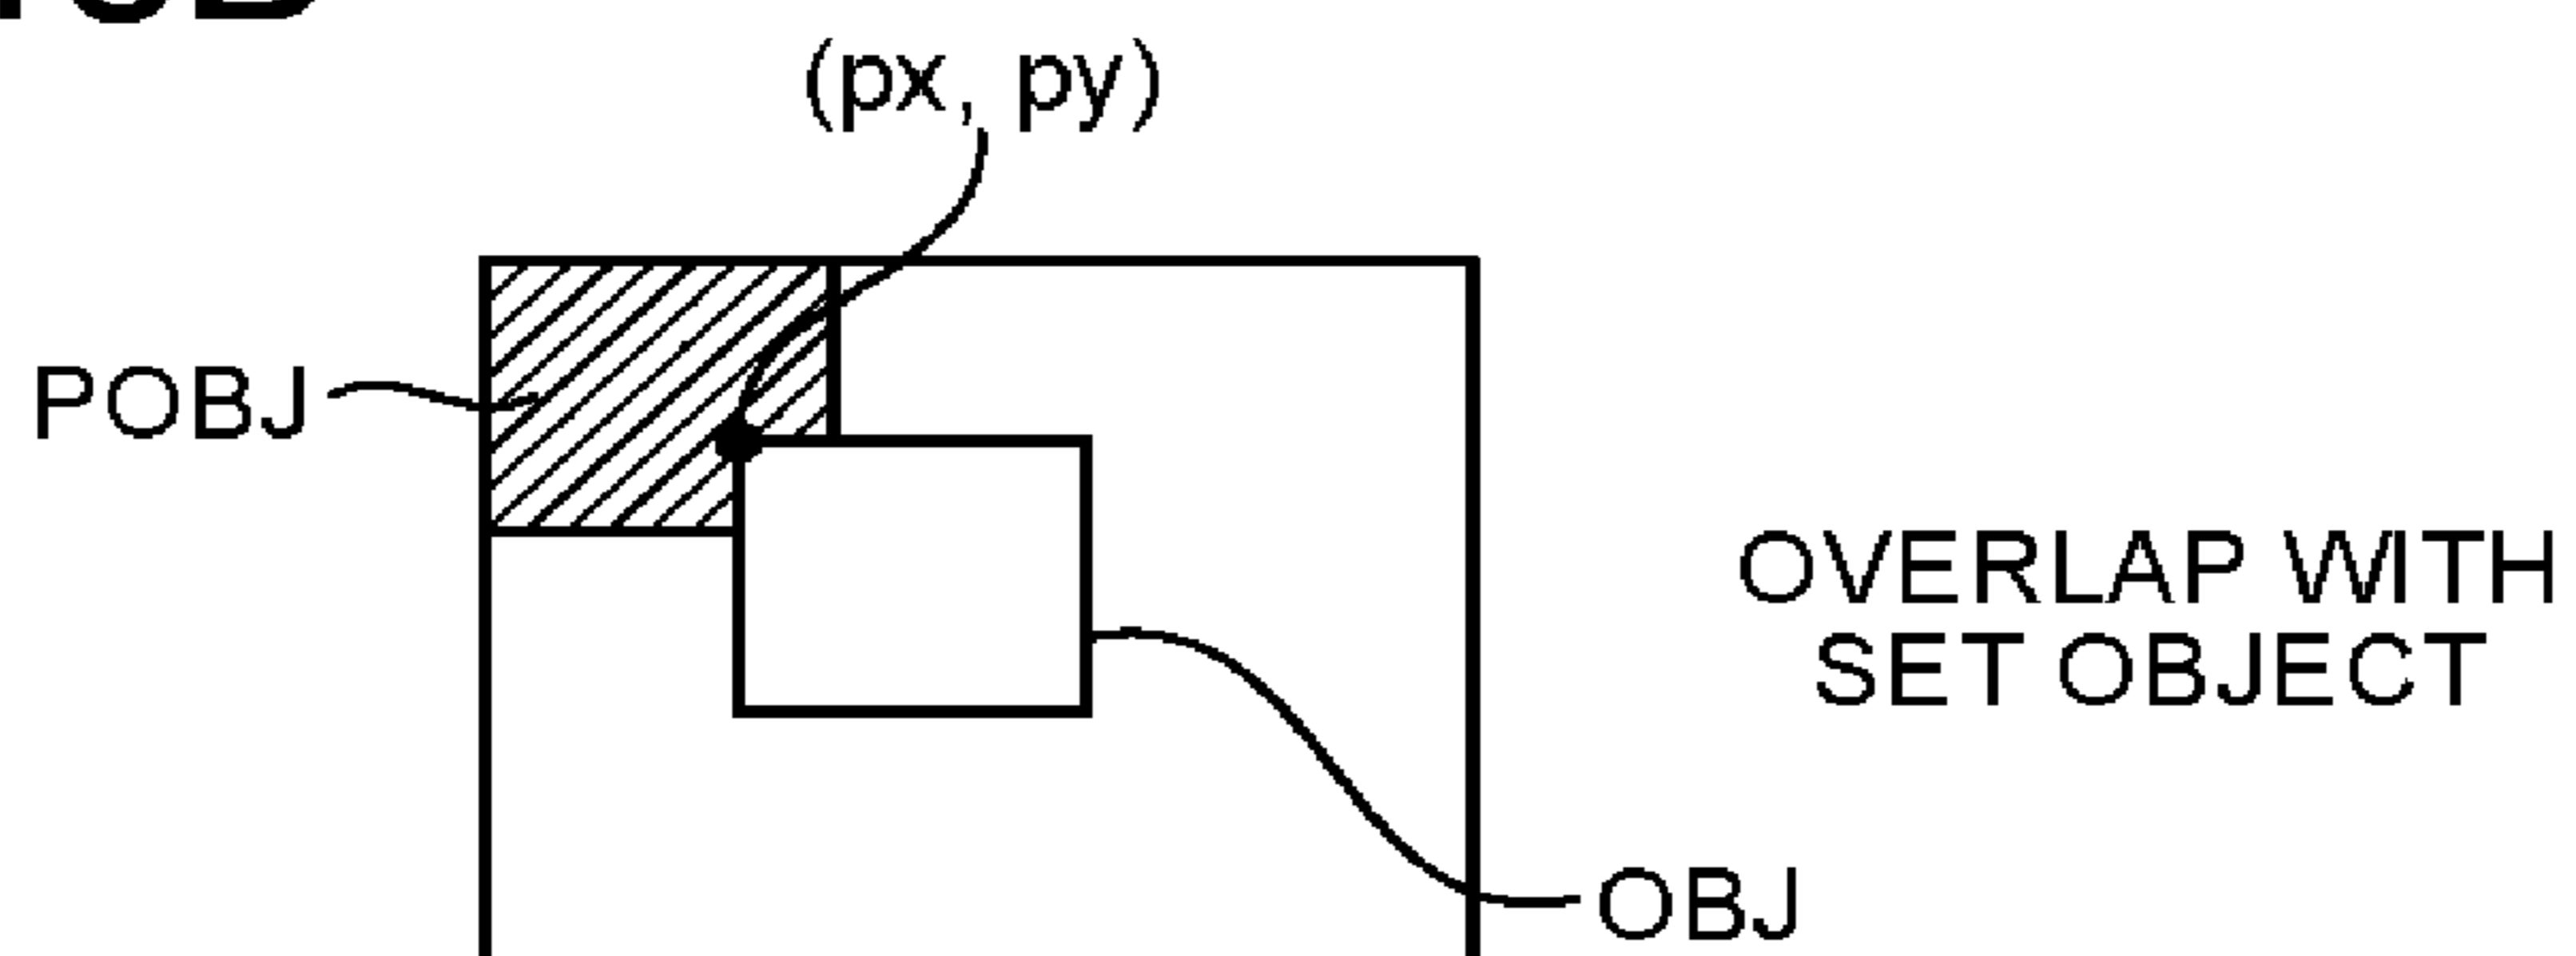 (px, py)
POBJ
OVERLAP WITH
SET OBJECT
OBJ